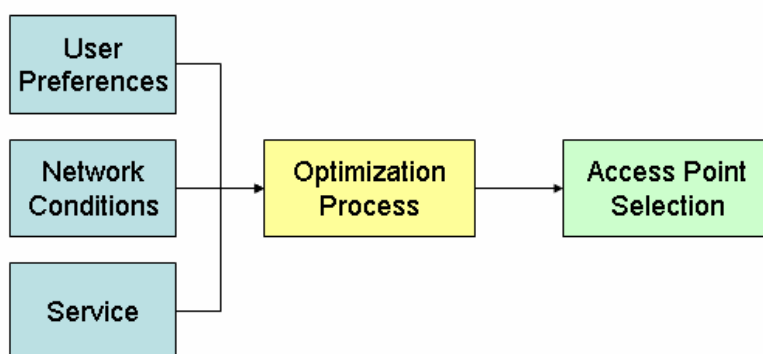 User
Preferences
Network
Conditions
Service
Optimization
Process
Access Point
Selection